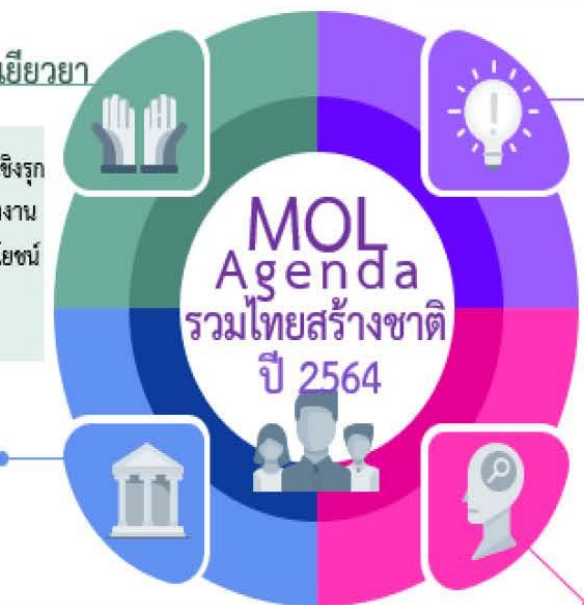 เยียวยา
ชิงรุก
งาน
โยชน์
MOL
Agenda
รวมไทยสร้างชาติ
ปี 2564